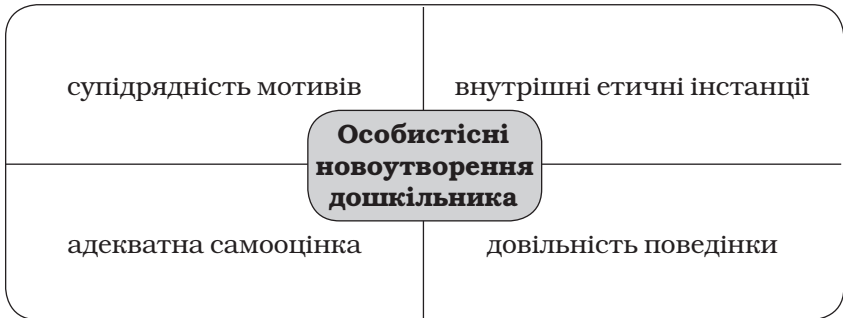 супідрядність мотивів
внутрішні етичні інстанції
Особистісні
новоутворення
дошкільника
адекватна самооцінка
довільність поведінки